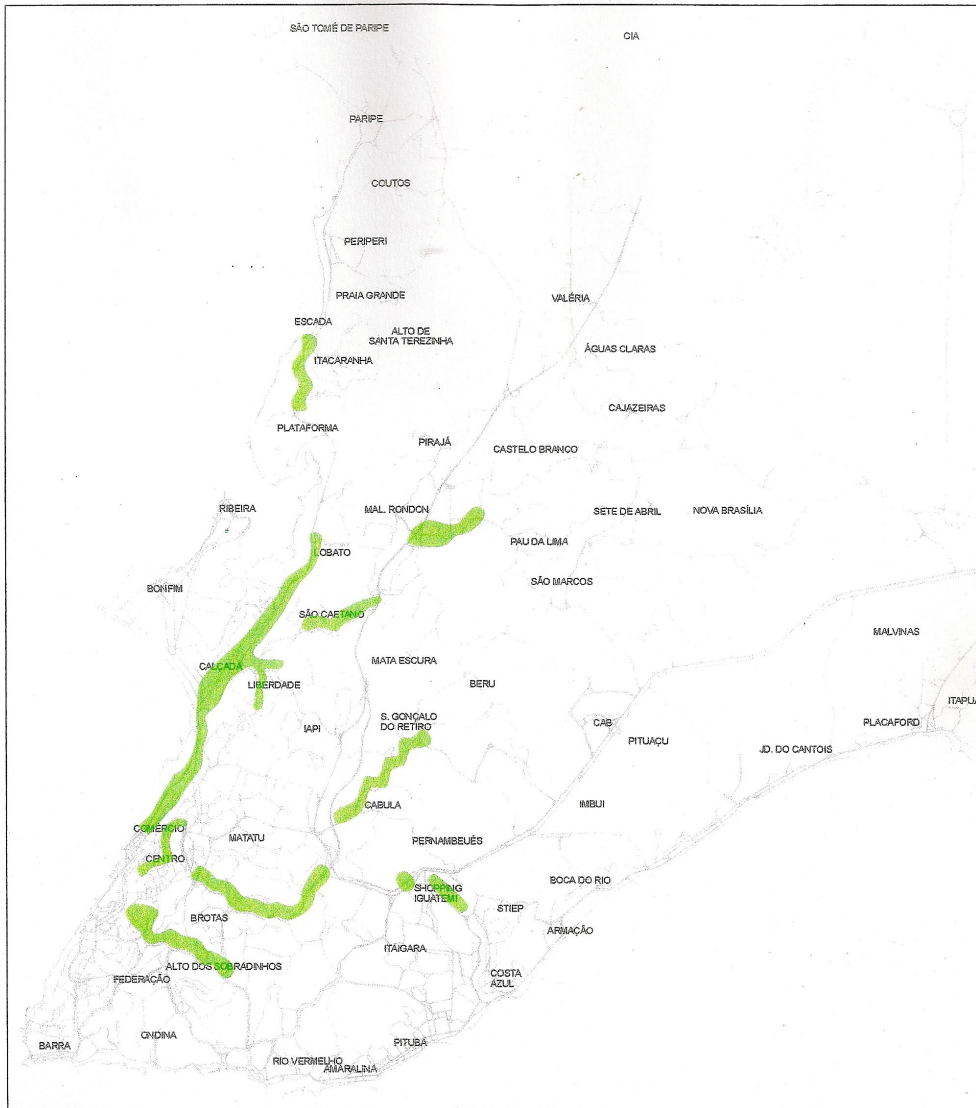 SÃO TOMÉ DE PARIPE
CIA
PARIPE
COUTOS
PERIPERI
PRAIA GRANDE
VALÉRIA
ESCADA
ALTO DE
SANTA TEREZINHA
ITACARANHA
ÁGUAS CLARAS
CAJAZEIRAS
PLATAFORMA
PIRAJÁ
CASTELO BRANCO
RIBEIRA
MAL. RONDON
SETE DE ABRIL
NOVA BRASÍLIA
PAU DA LIMA
LOBATO
SÃO MARCOS
BONFIM
SÃO CAETANO
MALVINAS
CALÇADA
MATA ESCURA
LIBERDADE
BERU
ITAPUÃ
S. GONÇALO
DO RETIRO
IAPI
CAB
PLACAFORD
PITUAÇU
JD. DO CANTOIS
CABULA
IMBUI
COMÉRCIO
MATATU
PERNAMBEUÉS
CENTRO
BOCA DO RIO
SHOPPING
IGUATEMI
STIEP
BROTAS
ARMAÇÃO
ITAIGARA
ALTO DOS SOBRADINHOS
COSTA
AZUL
FEDERAÇÃO
ONDINA
BARRA
PITUBA
RIO VERMELHO
AMARALINA